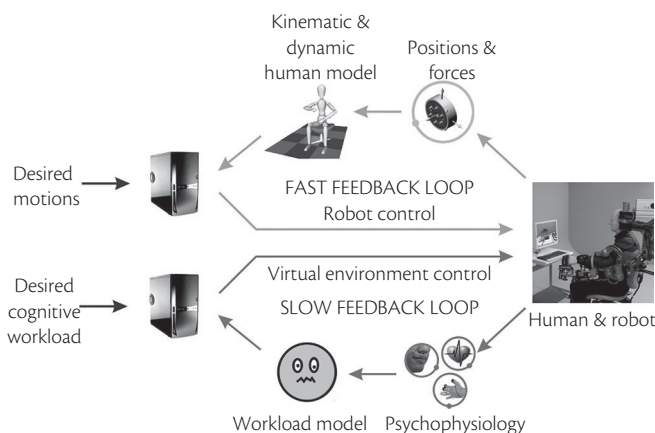 Kinematic &
dynamic
human model
Positions &
forces
Desired
motions
FAST FEEDBACK LOOP
Robot control
Virtual environment control
SLOW FEEDBACK LOOP
Desired
cognitive
workload
Human & robot
Workload model
Psychophysiology